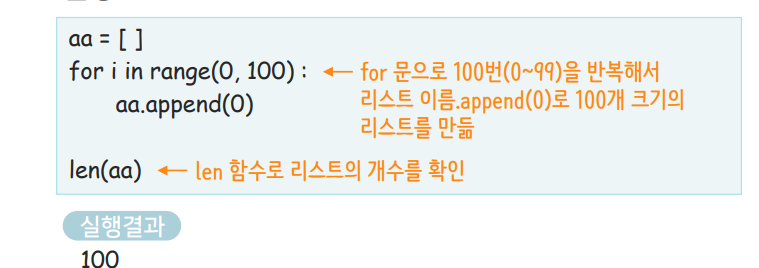 aa = [ ]
for i in range(0, 100) : ← for 문으로 100번(0~99)을 반복해서
aa.append(0) 리스트 이름.append(0)로 100개 크기의
리스트를 만듦
len(aa) ← len 함수로 리스트의 개수를 확인
실행결과
100